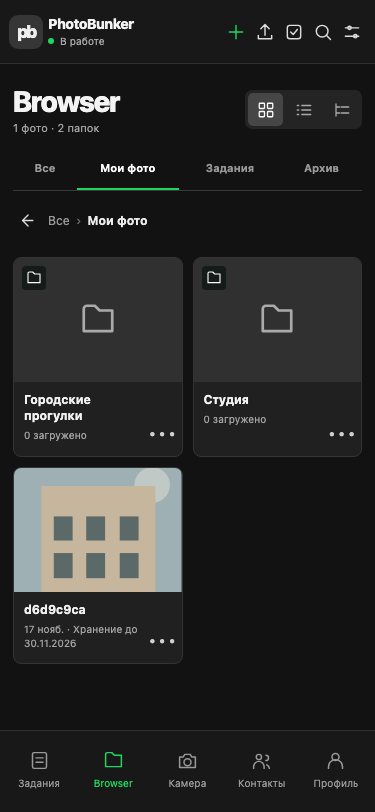 pb PhotoBunker
В работе
Browser
1 фото · 2 папок
Все Мои фото Задания Архив
Все › Мои фото
Городские
прогулки
0 загружено
Студия
0 загружено
d6d9c9ca
17 нояб. · Хранение до
30.11.2026
Задания Browser Камера Контакты Профиль